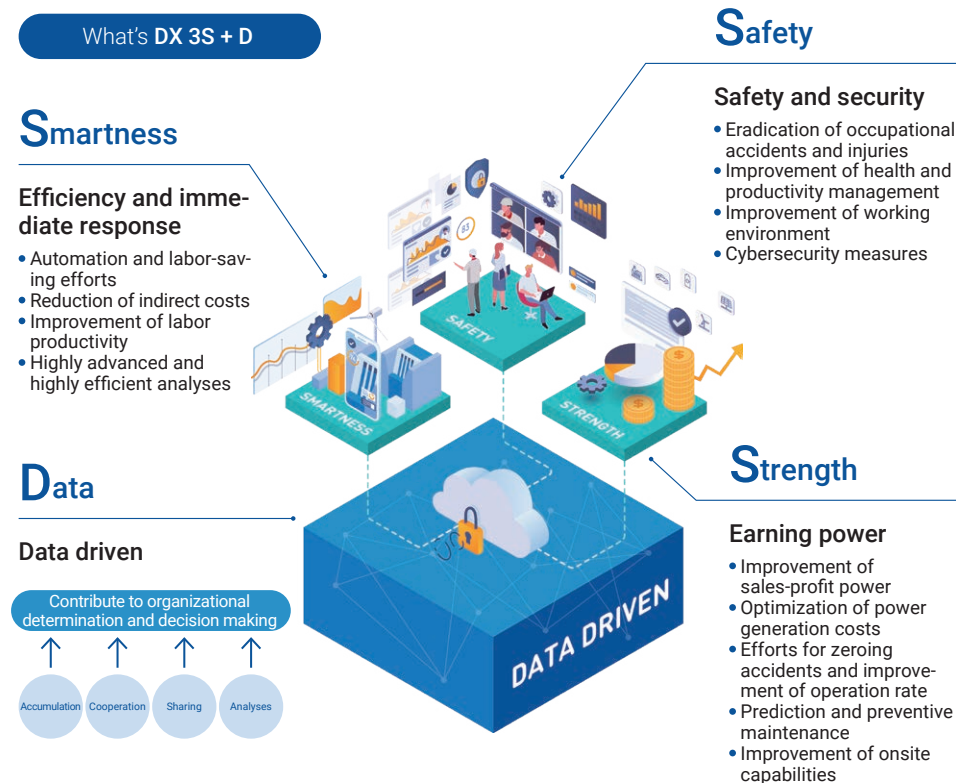 What's DX 3S + D
Smartness
Efficiency and imme-
diate response
• Automation and labor-sav-
ing efforts
• Reduction of indirect costs
• Improvement of labor
productivity
• Highly advanced and
highly efficient analyses
Safety
Safety and security
• Eradication of occupational
accidents and injuries
• Improvement of health and
productivity management
• Improvement of working
environment
• Cybersecurity measures
83
SAFETY
SMARTNESS
STRENGTH
DATA DRIVEN
Data
Data driven
Contribute to organizational
determination and decision making
Accumulation
Cooperation
Sharing
Analyses
Strength
Earning power
• Improvement of
sales-profit power
• Optimization of power
generation costs
• Efforts for zeroing
accidents and improve-
ment of operation rate
• Prediction and preventive
maintenance
• Improvement of onsite
capabilities